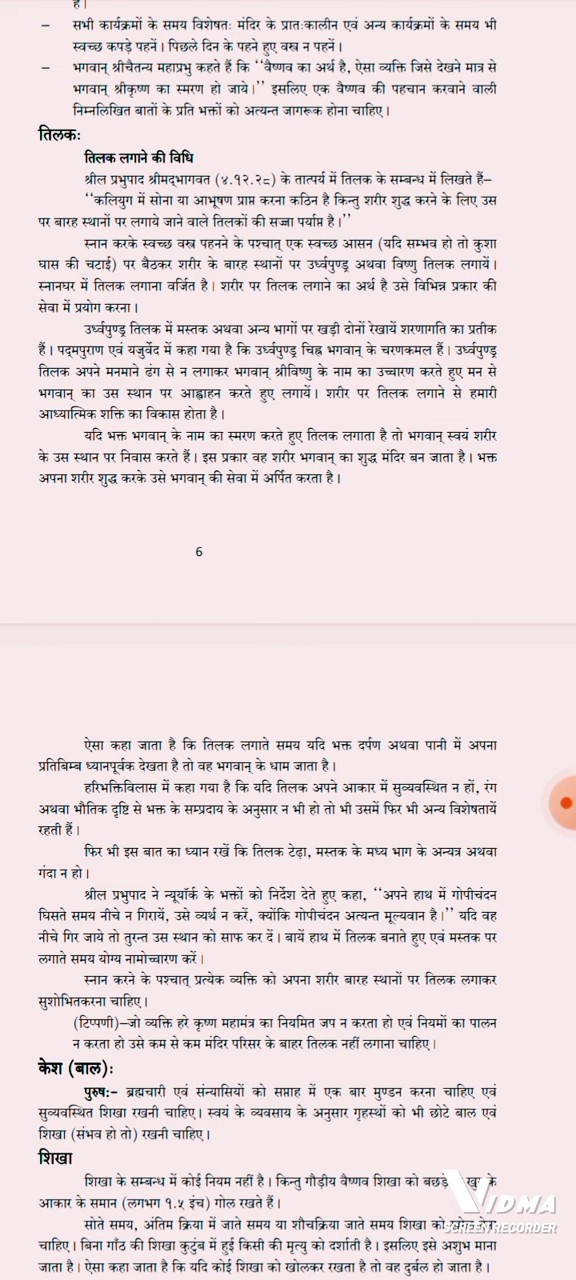 है।
– सभी कार्यक्रमों के समय विशेषतः मंदिर के प्रातःकालीन एवं अन्य कार्यक्रमों के समय भी
स्वच्छ कपड़े पहनें। पिछले दिन के पहने हुए वस्त्र न पहनें।
– भगवान् श्रीचैतन्य महाप्रभु कहते हैं कि ‘‘वैष्णव का अर्थ है, ऐसा व्यक्ति जिसे देखने मात्र से
भगवान् श्रीकृष्ण का स्मरण हो जाये।’’ इसलिए एक वैष्णव की पहचान करवाने वाली
निम्नलिखित बातों के प्रति भक्तों को अत्यन्त जागरूक होना चाहिए।
तिलकः
तिलक लगाने की विधि
श्रील प्रभुपाद श्रीमद्भागवत (४.१२.२८) के तात्पर्य में तिलक के सम्बन्ध में लिखते हैं–
‘‘कलियुग में सोना या आभूषण प्राप्त करना कठिन है किन्तु शरीर शुद्ध करने के लिए उस
पर बारह स्थानों पर लगाये जाने वाले तिलकों की सज्जा पर्याप्त है।’’
स्नान करके स्वच्छ वस्त्र पहनने के पश्चात् एक स्वच्छ आसन (यदि सम्भव हो तो कुशा
घास की चटाई) पर बैठकर शरीर के बारह स्थानों पर उर्ध्वपुण्ड्र अथवा विष्णु तिलक लगायें।
स्नानघर में तिलक लगाना वर्जित है। शरीर पर तिलक लगाने का अर्थ है उसे विभिन्न प्रकार की
सेवा में प्रयोग करना।
उर्ध्वपुण्ड्र तिलक में मस्तक अथवा अन्य भागों पर खड़ी दोनों रेखायें शरणागति का प्रतीक
हैं। पद्मपुराण एवं यजुर्वेद में कहा गया है कि उर्ध्वपुण्ड्र चिह्न भगवान् के चरणकमल हैं। उर्ध्वपुण्ड्र
तिलक अपने मनमाने ढंग से न लगाकर भगवान् श्रीविष्णु के नाम का उच्चारण करते हुए मन से
भगवान् का उस स्थान पर आह्वाहन करते हुए लगायें। शरीर पर तिलक लगाने से हमारी
आध्यात्मिक शक्ति का विकास होता है।
यदि भक्त भगवान् के नाम का स्मरण करते हुए तिलक लगाता है तो भगवान् स्वयं शरीर
के उस स्थान पर निवास करते हैं। इस प्रकार वह शरीर भगवान् का शुद्ध मंदिर बन जाता है। भक्त
अपना शरीर शुद्ध करके उसे भगवान् की सेवा में अर्पित करता है।
6
ऐसा कहा जाता है कि तिलक लगाते समय यदि भक्त दर्पण अथवा पानी में अपना
प्रतिबिम्ब ध्यानपूर्वक देखता है तो वह भगवान् के धाम जाता है।
हरिभक्तिविलास में कहा गया है कि यदि तिलक अपने आकार में सुव्यवस्थित न हों, रंग
अथवा भौतिक दृष्टि से भक्त के सम्प्रदाय के अनुसार न भी हो तो भी उसमें फिर भी अन्य विशेषतायें
रहती हैं।
फिर भी इस बात का ध्यान रखें कि तिलक टेढ़ा, मस्तक के मध्य भाग के अन्यत्र अथवा
गंदा न हो।
श्रील प्रभुपाद ने न्यूयॉर्क के भक्तों को निर्देश देते हुए कहा, ‘‘अपने हाथ में गोपीचंदन
घिसते समय नीचे न गिरायें, उसे व्यर्थ न करें, क्योंकि गोपीचंदन अत्यन्त मूल्यवान है।’’ यदि वह
नीचे गिर जाये तो तुरन्त उस स्थान को साफ कर दें। बायें हाथ में तिलक बनाते हुए एवं मस्तक पर
लगाते समय योग्य नामोच्चारण करें।
स्नान करने के पश्चात् प्रत्येक व्यक्ति को अपना शरीर बारह स्थानों पर तिलक लगाकर
सुशोभितकरना चाहिए।
(टिप्पणी)–जो व्यक्ति हरे कृष्ण महामंत्र का नियमित जप न करता हो एवं नियमों का पालन
न करता हो उसे कम से कम मंदिर परिसर के बाहर तिलक नहीं लगाना चाहिए।
केश (बाल):
पुरुष:- ब्रह्मचारी एवं संन्यासियों को सप्ताह में एक बार मुण्डन करना चाहिए एवं
सुव्यवस्थित शिखा रखनी चाहिए। स्वयं के व्यवसाय के अनुसार गृहस्थों को भी छोटे बाल एवं
शिखा (संभव हो तो) रखनी चाहिए।
शिखा
शिखा के सम्बन्ध में कोई नियम नहीं है। किन्तु गौड़ीय वैष्णव शिखा को के
आकार के समान (लगभग १.५ इंच) गोल रखते हैं।
सोते समय, अंतिम क्रिया में जाते समय या शौचक्रिया जाते समय शिखा को
चाहिए। बिना गाँठ की शिखा कुटुंब में हुई किसी की मृत्यु को दर्शाती है। इसलिए इसे अशुभ माना
जाता है। ऐसा कहा जाता है कि यदि कोई शिखा को खोलकर रखता है तो वह दुर्बल हो जाता है।
VIDMA
SCREEN RECORDER